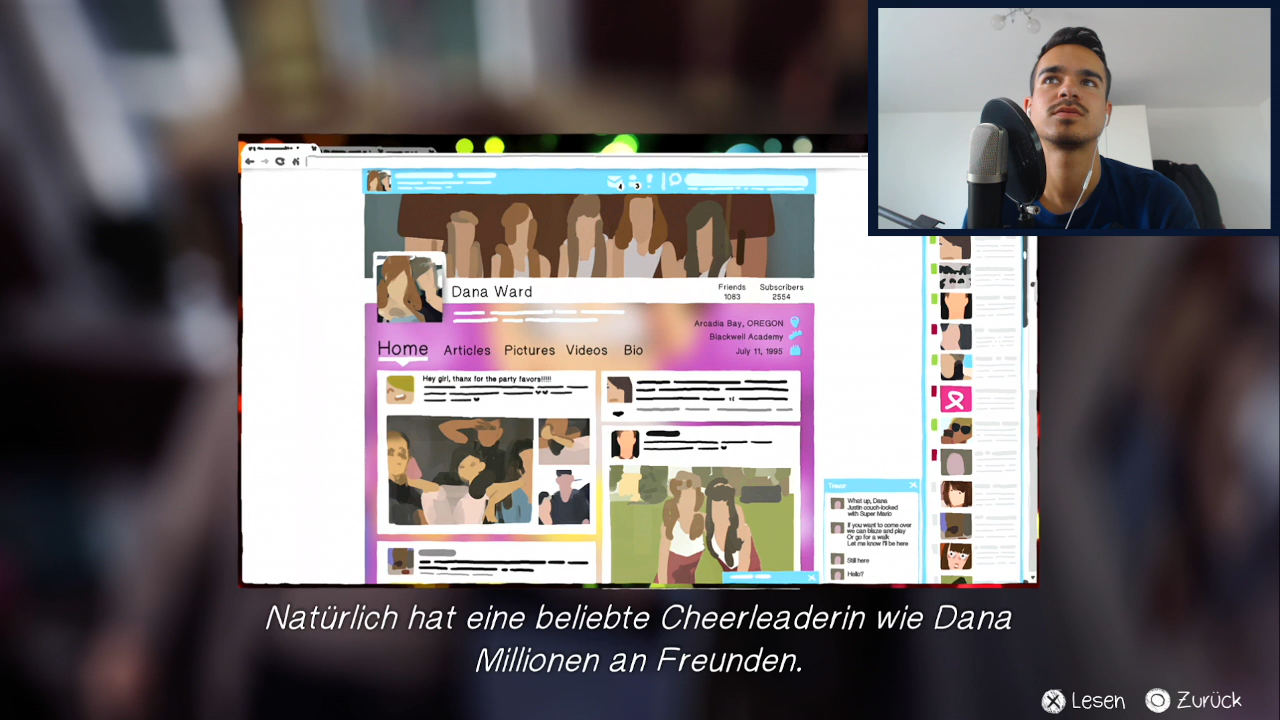 4
3
Dana Ward
Friends
1083
Subscribers
2554
Arcadia Bay, OREGON
Blackwell Academy
July 11, 1995
Home Articles Pictures Videos Bio
Hey girl, thanx for the party favors!!!!!
Trevor
What up, Dana
Justin couch-locked
with Super Mario
If you want to come over
we can blaze and play
Or go for a walk
Let me know I'll be here
Still here
Hello?
Natürlich hat eine beliebte Cheerleaderin wie Dana
Millionen an Freunden.
Lesen Zurück